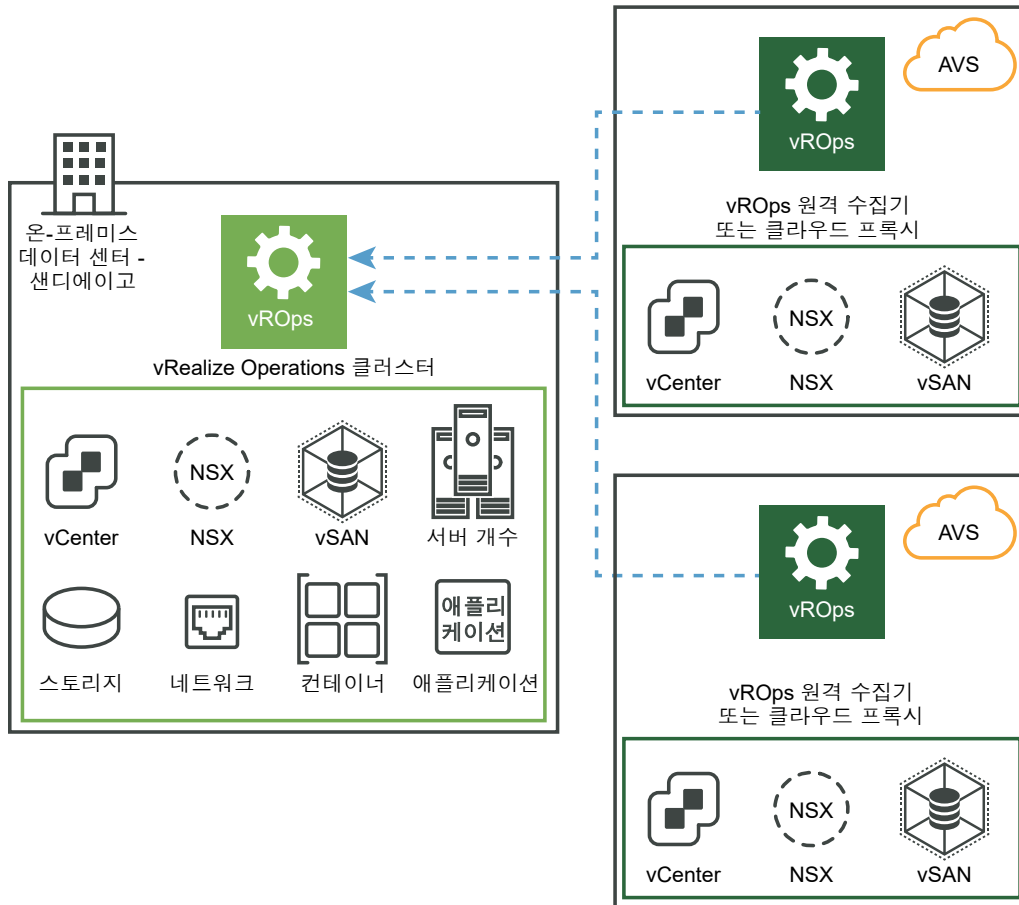 온-프레미스
데이터 센터 -
샌디에이고
vROps
vRealize Operations 클러스터
NSX
vCenter
NSX
vSAN
서버 개수
애플리
케이션
스토리지
네트워크
컨테이너
애플리케이션
AVS
vROps
vROps 원격 수집기
또는 클라우드 프록시
NSX
vCenter
NSX
vSAN
AVS
vROps
vROps 원격 수집기
또는 클라우드 프록시
NSX
vCenter
NSX
vSAN